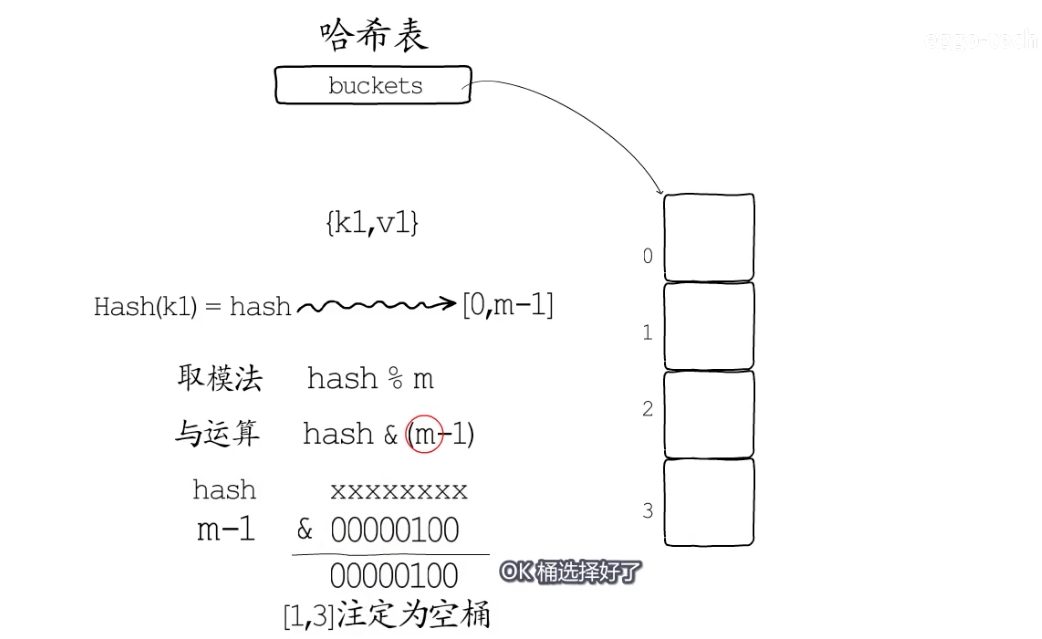 哈希表
buckets
{k1,v1}
Hash(k1) = hash
[0,m-1]
取模法 hash % m
与运算 hash & (m-1)
hash xxxxxxxx
m-1 & 00000100
00000100
[1,3]注定为空桶
0
1
2
3
OK 桶选择好了